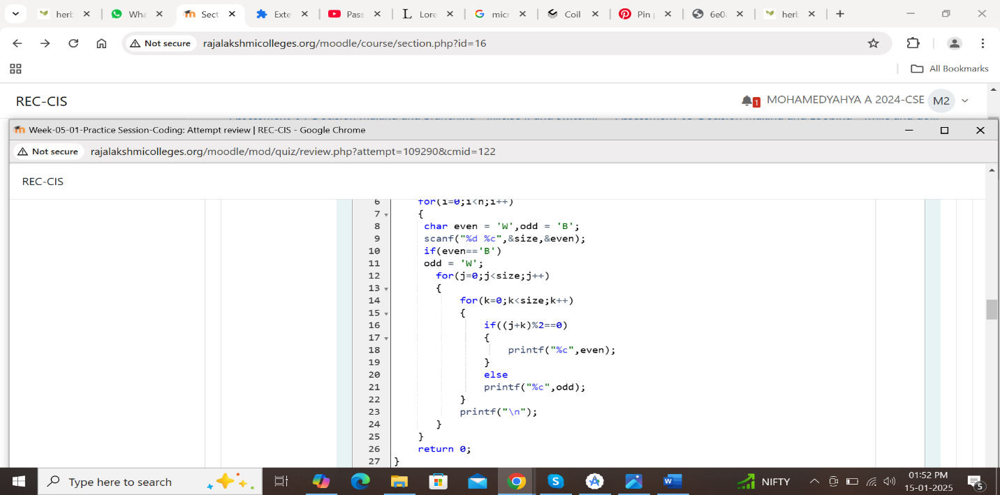 herb
Wha
Sect
Exte
Pass
Lore
micr
Coil
Pin
6e0
herb
Not secure
rajalakshmicolleges.org/moodle/course/section.php?id=16
All Bookmarks
REC-CIS
1
MOHAMEDYAHYA A 2024-CSE
M2
Week-05-01-Practice Session-Coding: Attempt review | REC-CIS - Google Chrome
Not secure
rajalakshmicolleges.org/moodle/mod/quiz/review.php?attempt=109290&cmid=122
REC-CIS
6 for(i=0;i<n;i++)
7 {
8 char even = 'W',odd = 'B';
9 scanf("%d %c",&size,&even);
10 if(even=='B')
11 odd = 'W';
12 for(j=0;j<size;j++)
13 {
14 for(k=0;k<size;k++)
15 {
16 if((j+k)%2==0)
17 {
18 printf("%c",even);
19 }
20 else
21 printf("%c",odd);
22 }
23 printf("\n");
24 }
25 }
26 return 0;
27 }
Type here to search
NIFTY
01:52 PM
15-01-2025
5